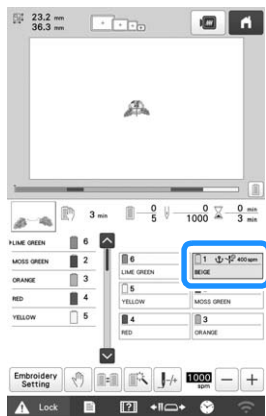 23.2 mm
36.3 mm
3 min
0
5
0
1000
0 min
3
LIME GREEN 6
MOSS GREEN 2
ORANGE 3
RED 4
YELLOW 5
6
LIME GREEN
1 400 spm
BEIGE
5
YELLOW
MOSS GREEN
4
RED
3
ORANGE
Embroidery
Setting
-/+
1000
spm
−
+
Lock
?